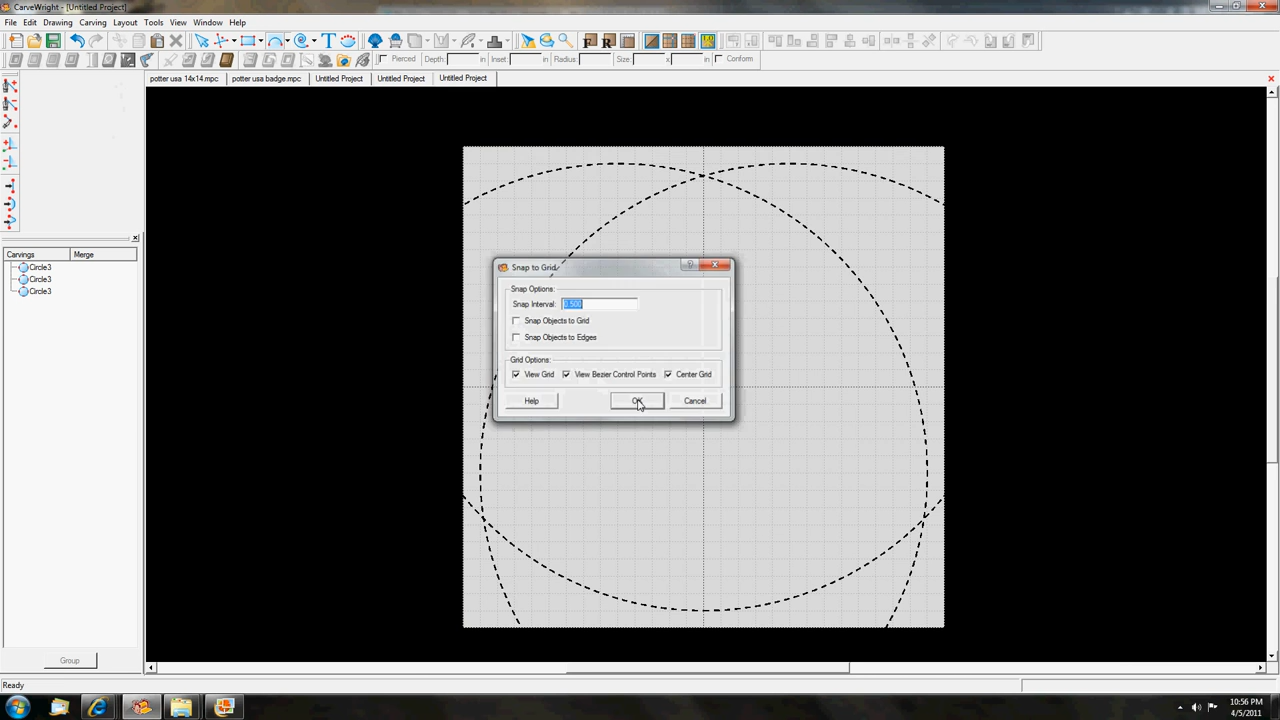 CarveWright - [Untitled Project]
File Edit Drawing Carving Layout Tools View Window Help
Pierced Depth: in Inset: in Radius: Size: x in Conform
potter usa 14x14.mpc potter usa badge.mpc Untitled Project Untitled Project Untitled Project
Carvings Merge
Circle3
Circle3
Circle3
Snap to Grid
Snap Options:
Snap Interval: 0.500
Snap Objects to Grid
Snap Objects to Edges
Grid Options:
View Grid View Bezier Control Points Center Grid
Help OK Cancel
Group
Ready
10:56 PM
4/5/2011